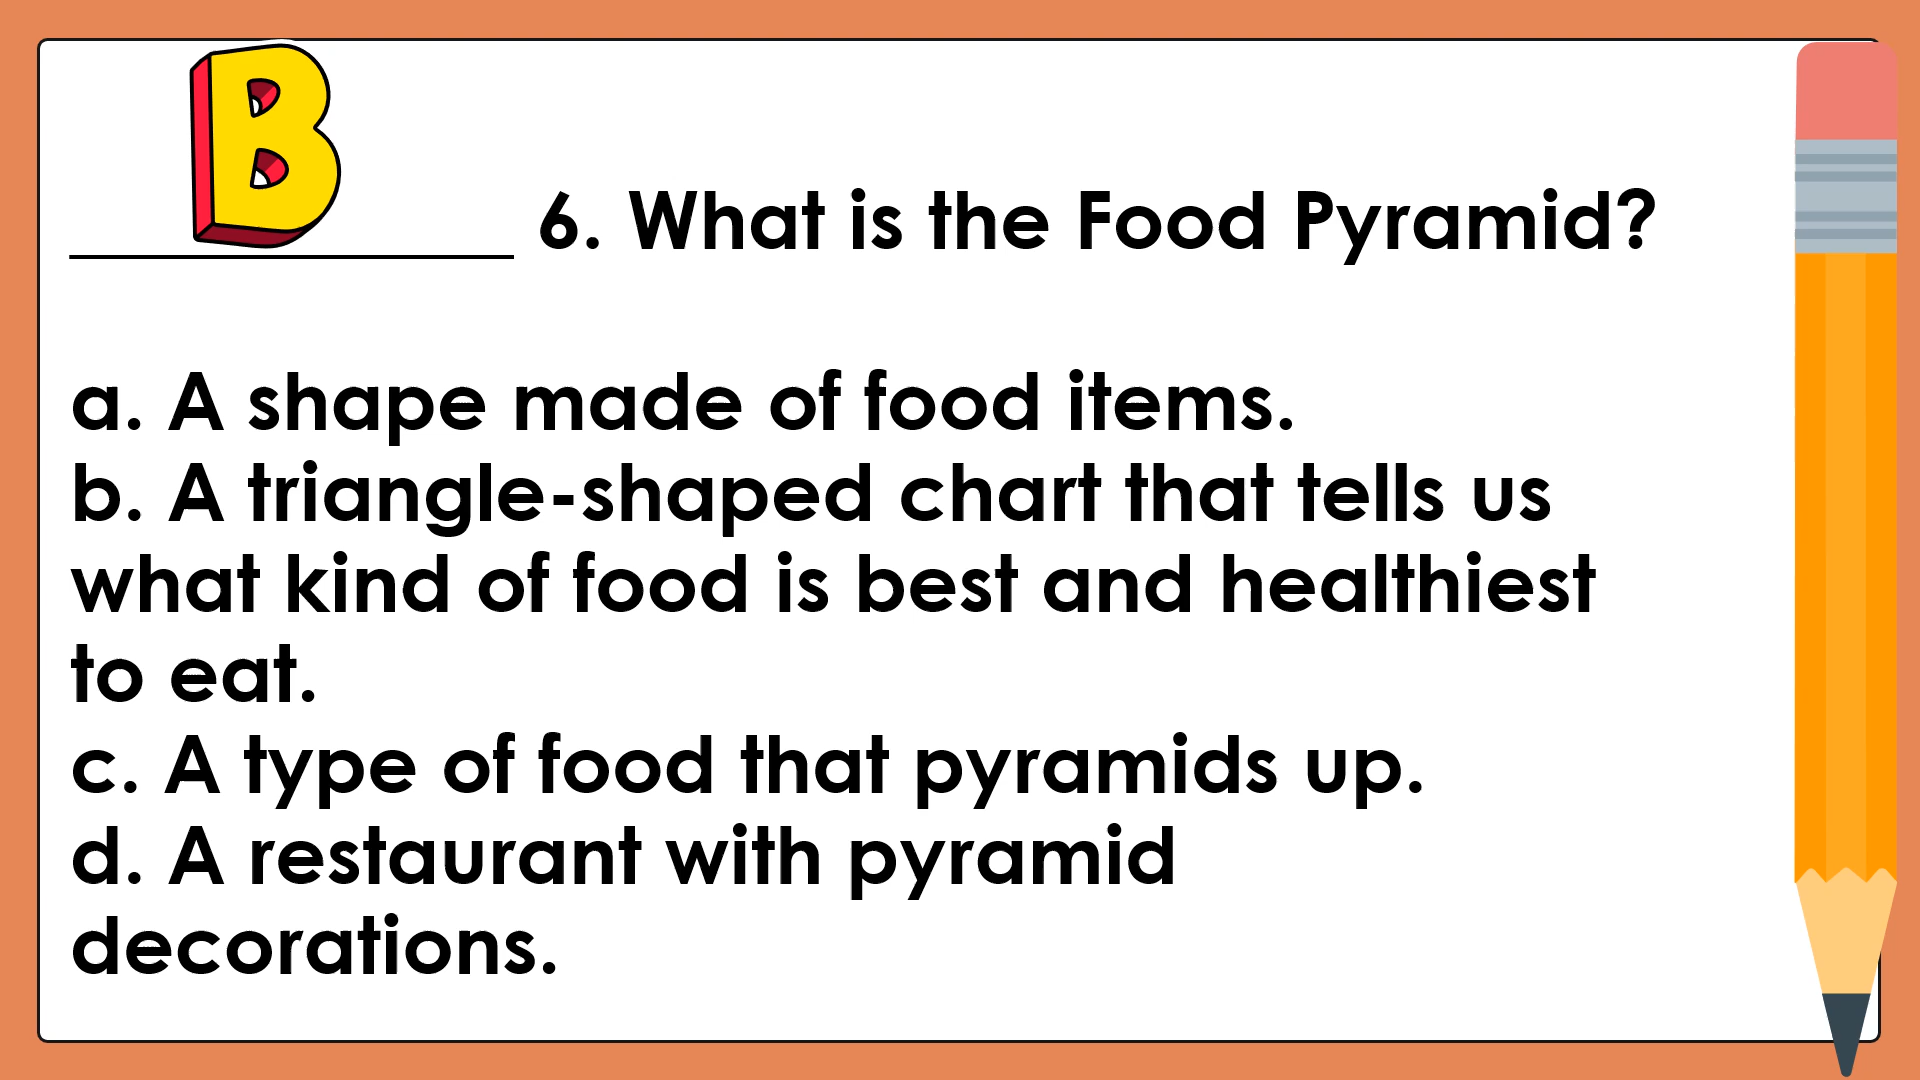 B
______________ 6. What is the Food Pyramid?
a. A shape made of food items.
b. A triangle-shaped chart that tells us
what kind of food is best and healthiest
to eat.
c. A type of food that pyramids up.
d. A restaurant with pyramid
decorations.